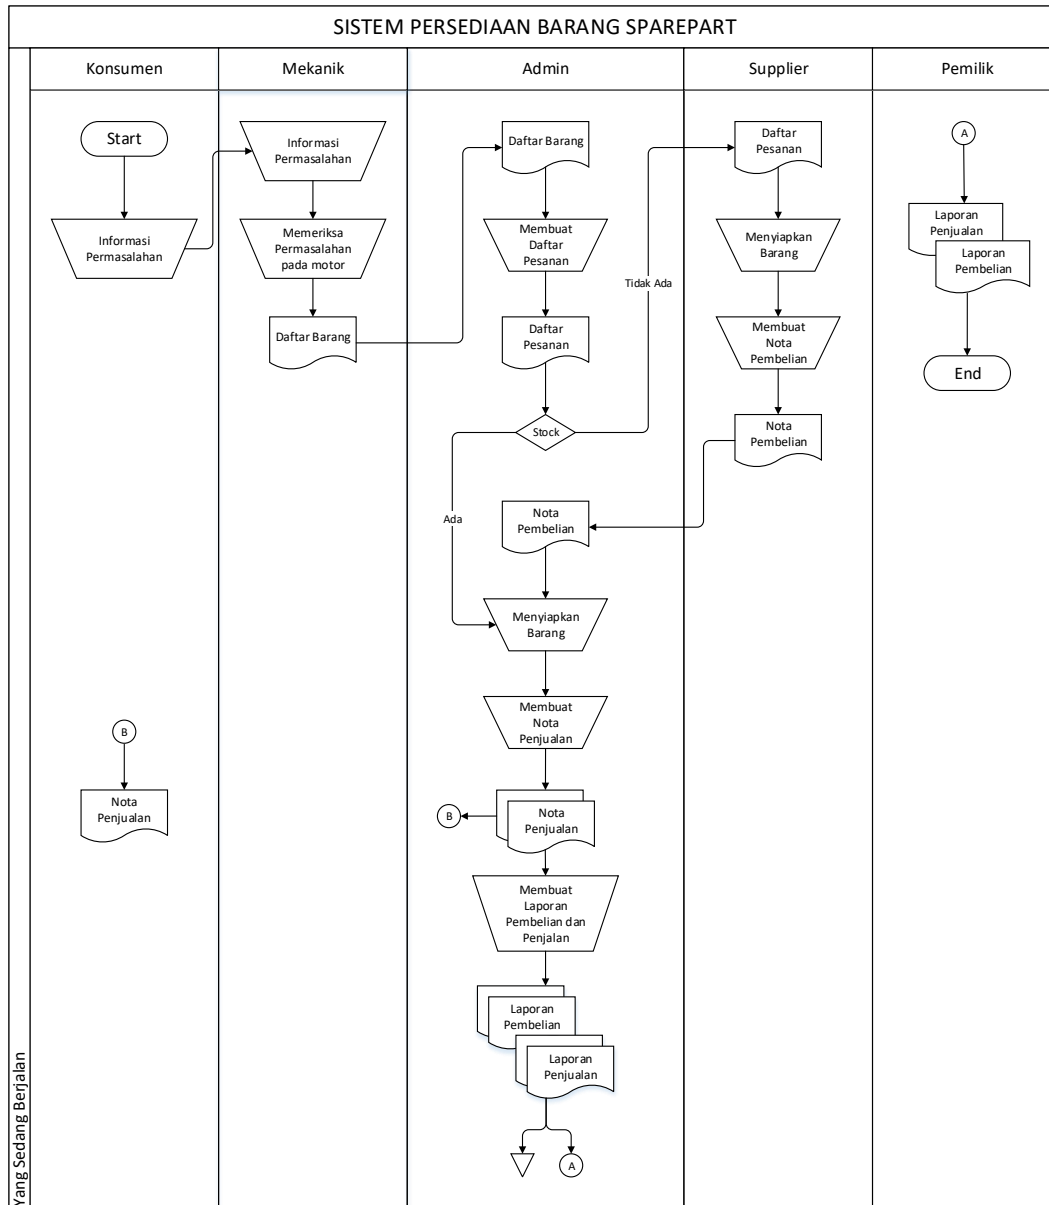 SISTEM PERSEDIAAN BARANG SPAREPART
Yang Sedang Berjalan
Konsumen
Mekanik
Admin
Supplier
Pemilik
Start
Informasi
Permasalahan
B
Nota
Penjualan
Informasi
Permasalahan
Memeriksa
Permasalahan
pada motor
Daftar Barang
Daftar Barang
Membuat
Daftar
Pesanan
Daftar
Pesanan
Stock
Ada
Tidak Ada
Nota
Pembelian
Menyiapkan
Barang
Membuat
Nota
Penjualan
B
Nota
Penjualan
Membuat
Laporan
Pembelian dan
Penjalan
Laporan
Pembelian
Laporan
Penjualan
A
Daftar
Pesanan
Menyiapkan
Barang
Membuat
Nota
Pembelian
Nota
Pembelian
A
Laporan
Penjualan
Laporan
Pembelian
End